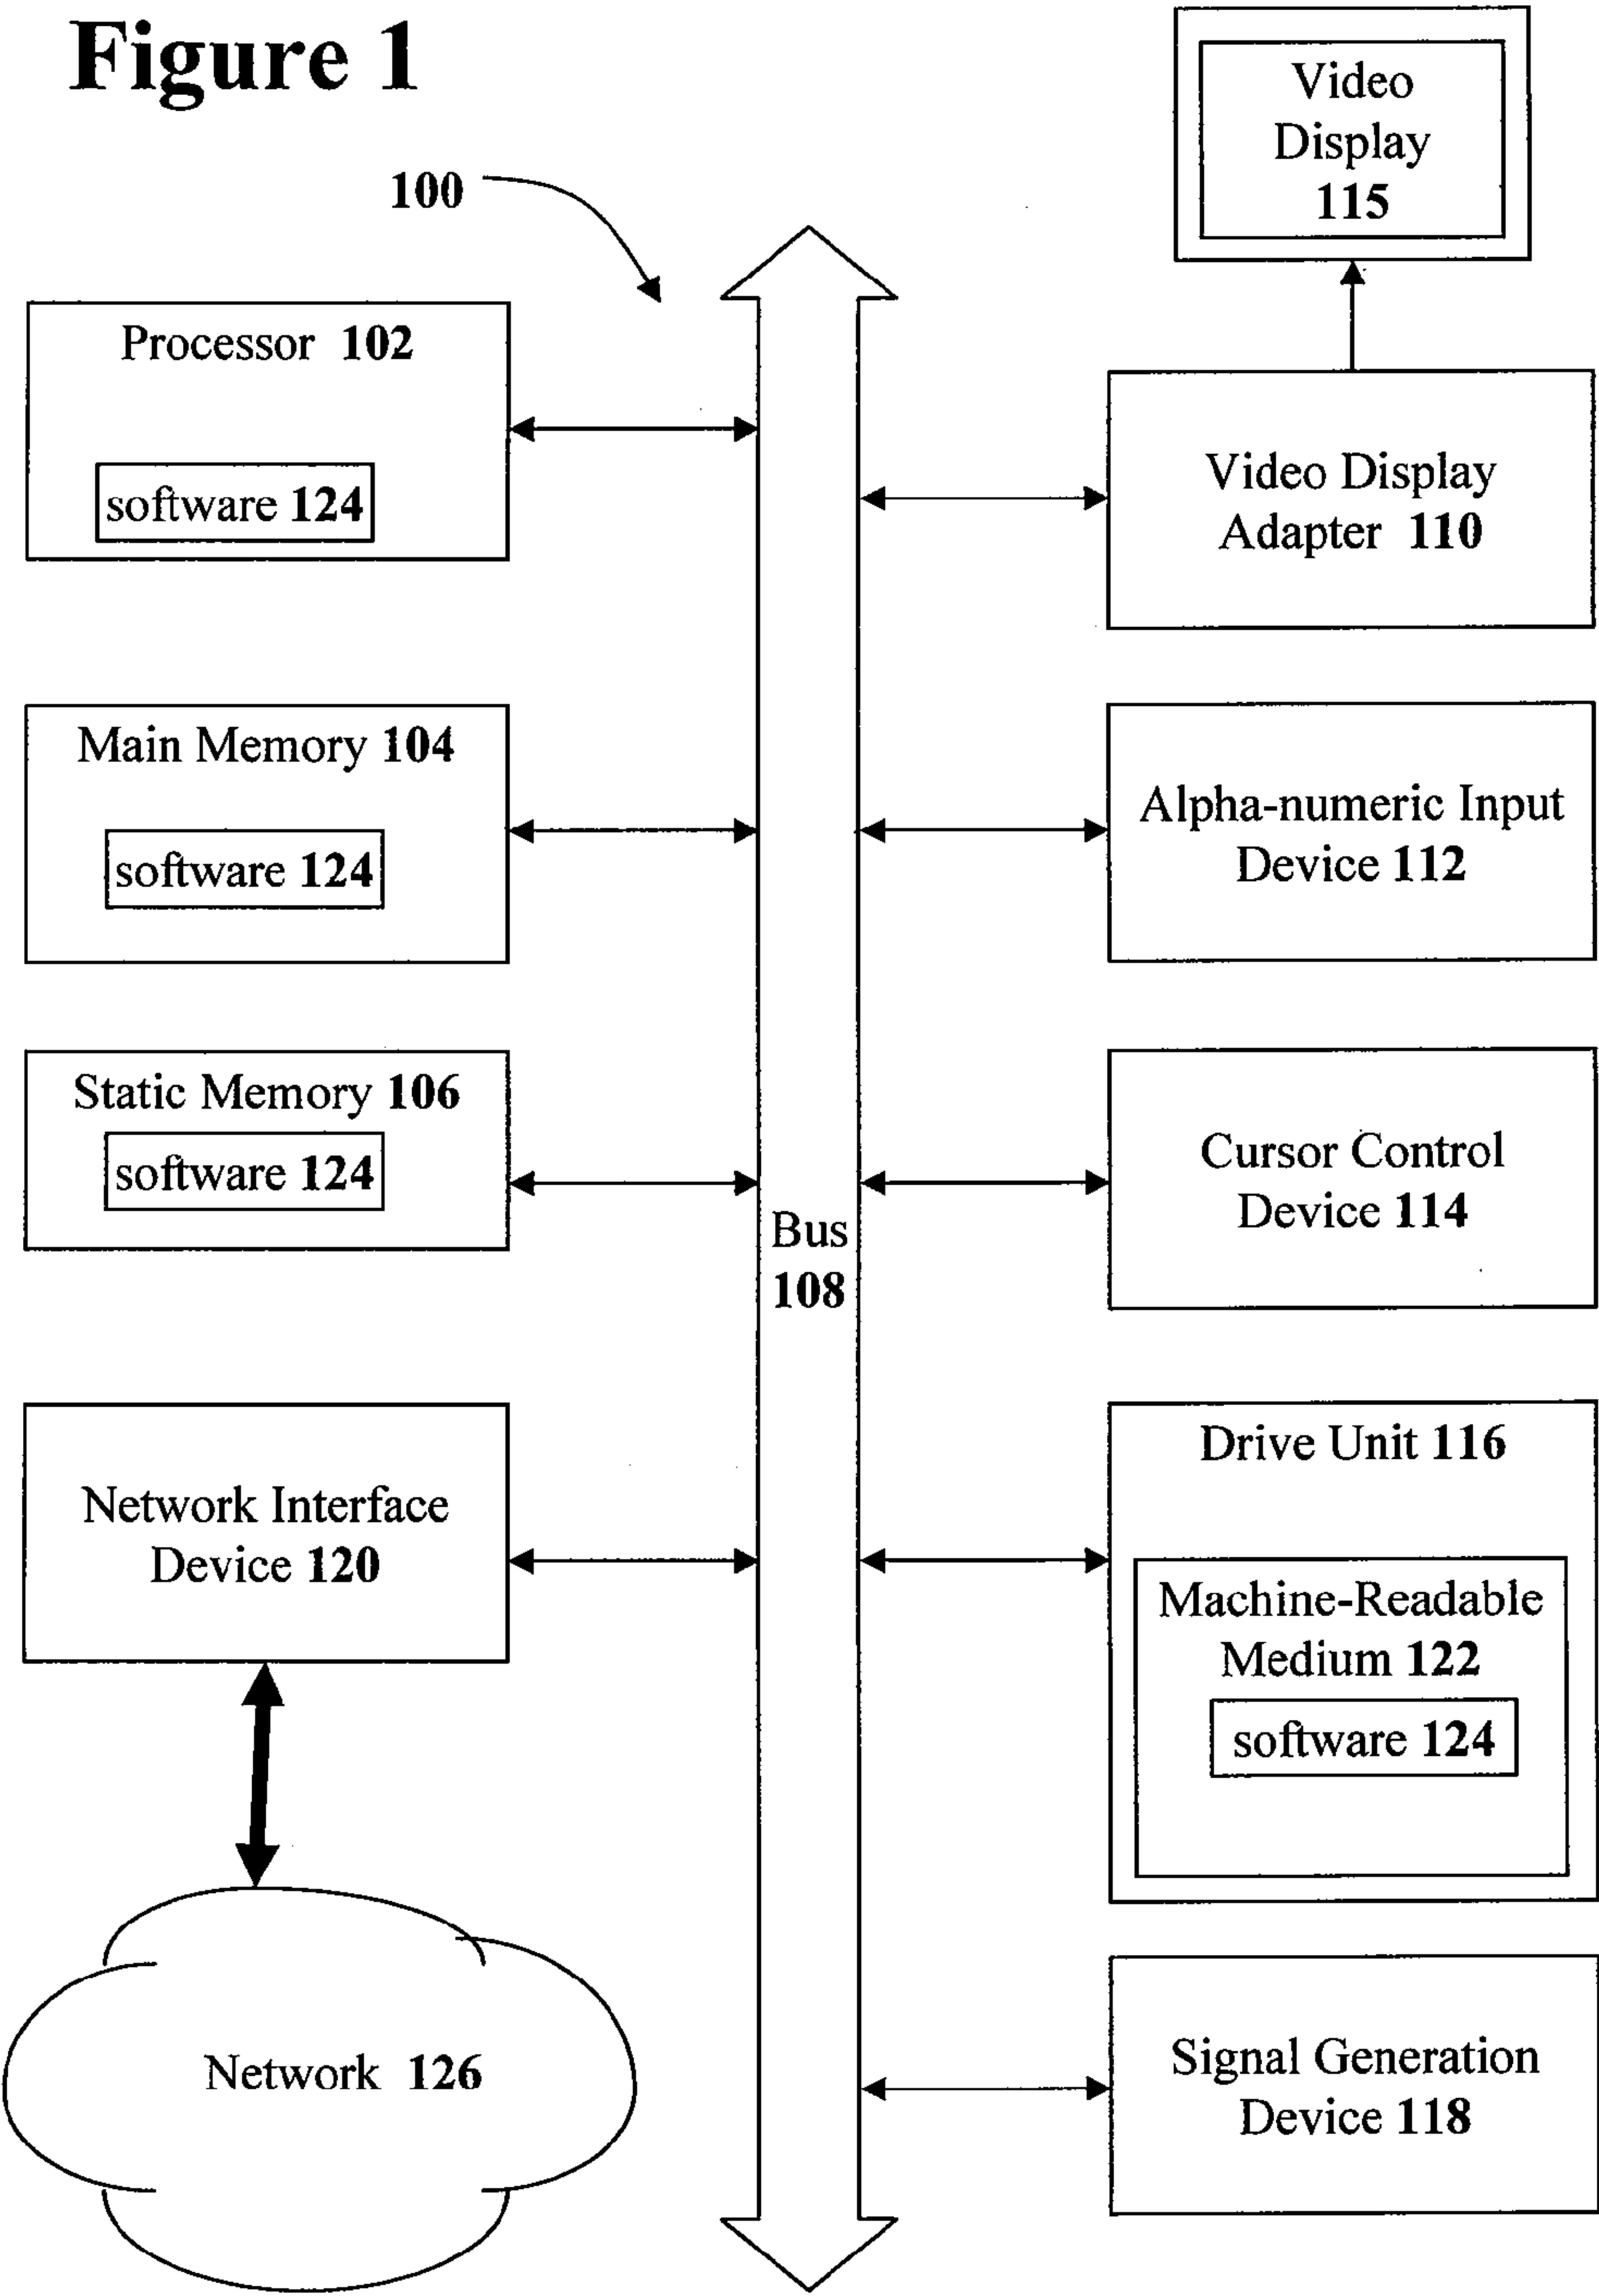 Figure 1
Video
Display
115
100
Processor 102
software 124
Video Display
Adapter 110
Main Memory 104
software 124
Alpha-numeric Input
Device 112
Static Memory 106
software 124
Cursor Control
Device 114
Bus
108
Network Interface
Device 120
Drive Unit 116
Machine-Readable
Medium 122
software 124
Network 126
Signal Generation
Device 118